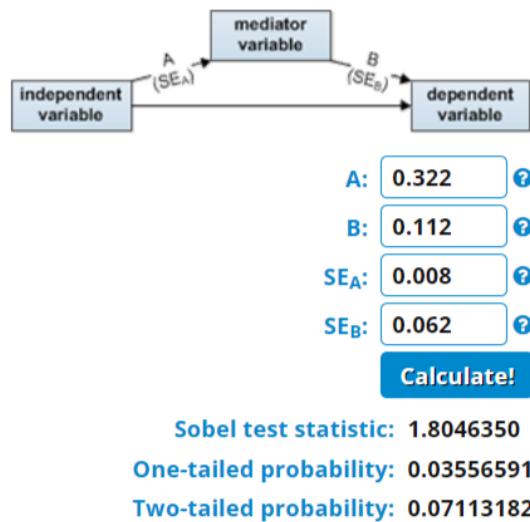 mediator
variable
A
(SEA)
B
(SEB)
independent
variable
dependent
variable
A: 0.322 ?
B: 0.112 ?
SEA: 0.008 ?
SEB: 0.062 ?
Calculate!
Sobel test statistic: 1.8046350
One-tailed probability: 0.03556591
Two-tailed probability: 0.07113182